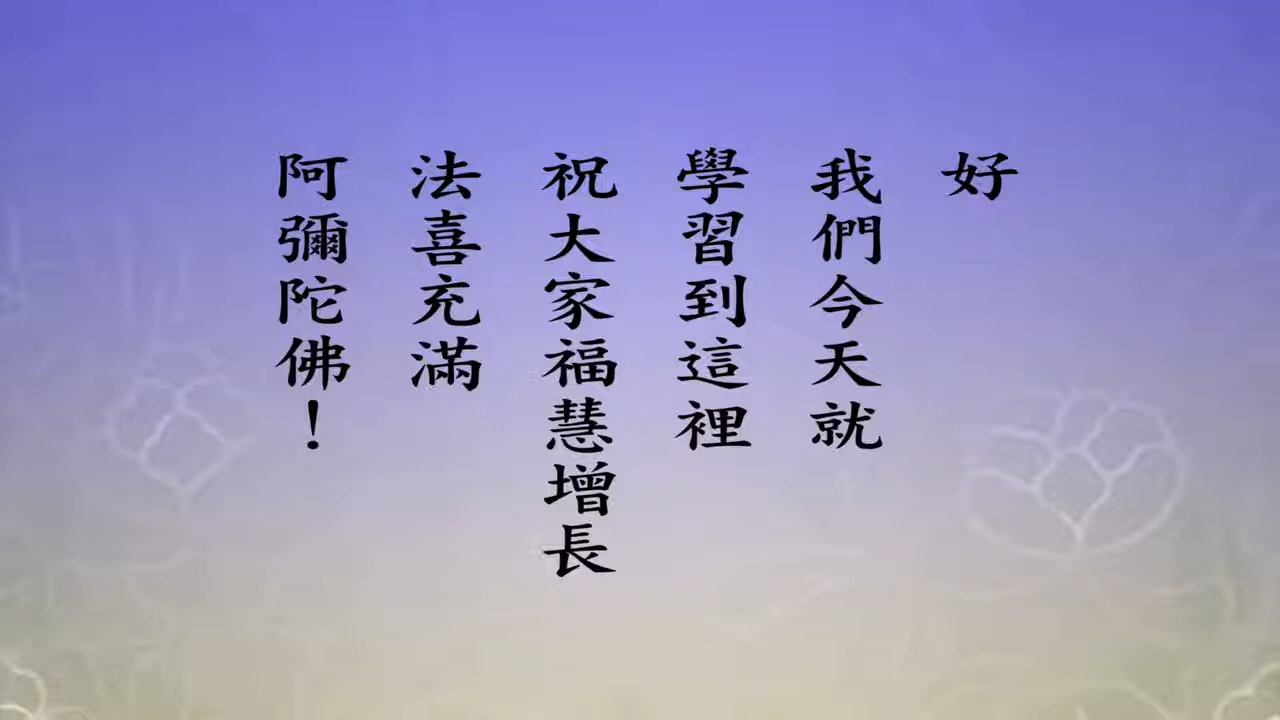 好
我們今天就
學習到這裡
祝大家福慧增長
法喜充滿
阿彌陀佛！